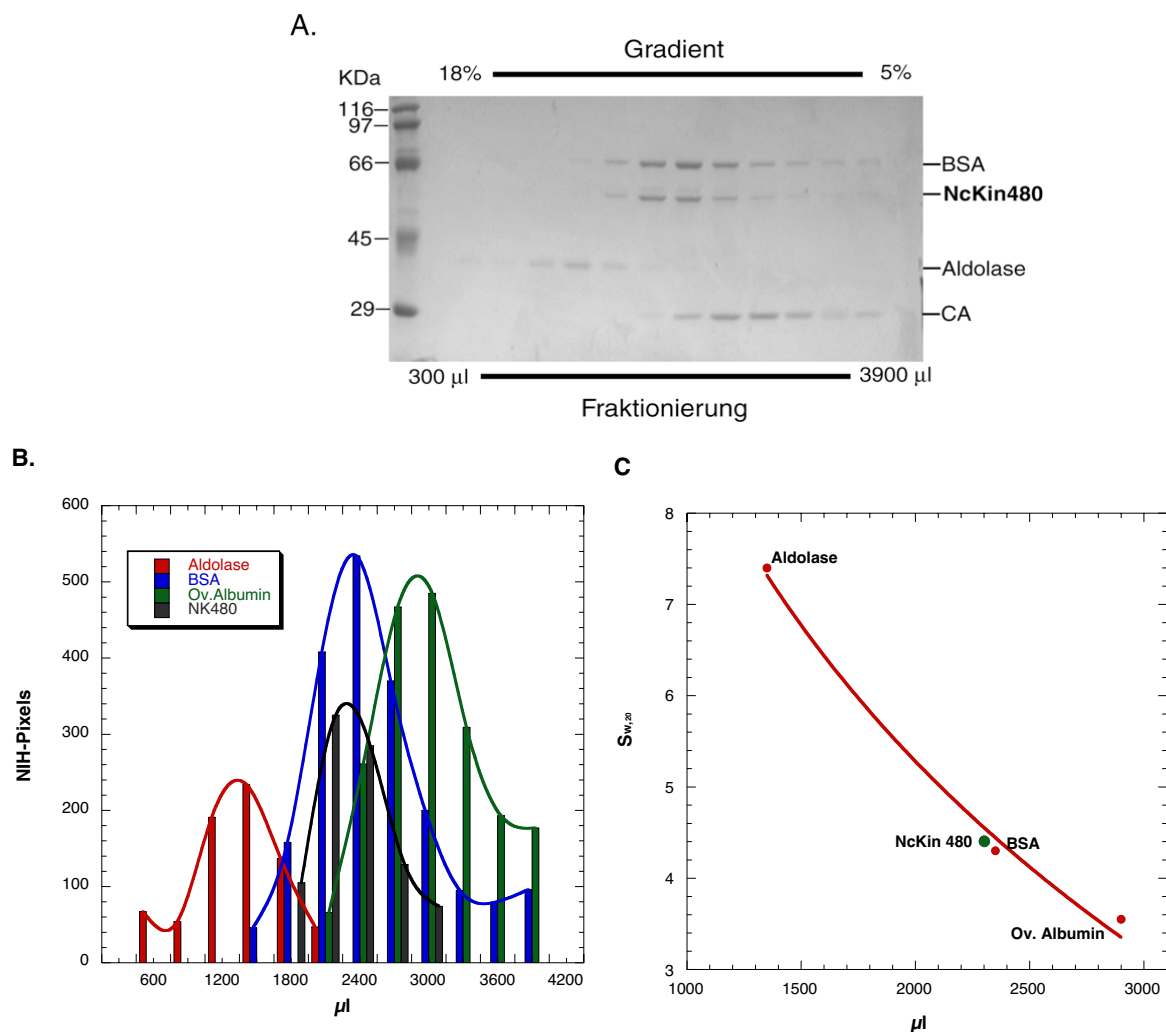 A.
Gradient
18% 5%
KDa
116
97
66
45
29
BSA
NcKin480
Aldolase
CA
300 µl 3900 µl
Fraktionierung
B.
600
500
400
300
200
100
0
NIH-Pixels
Aldolase
BSA
Ov.Albumin
NK480
600 1200 1800 2400 3000 3600 4200
µl
C
8
7
6
5
4
3
Sw,20
Aldolase
NcKin 480
BSA
Ov. Albumin
1000 1500 2000 2500 3000
µl